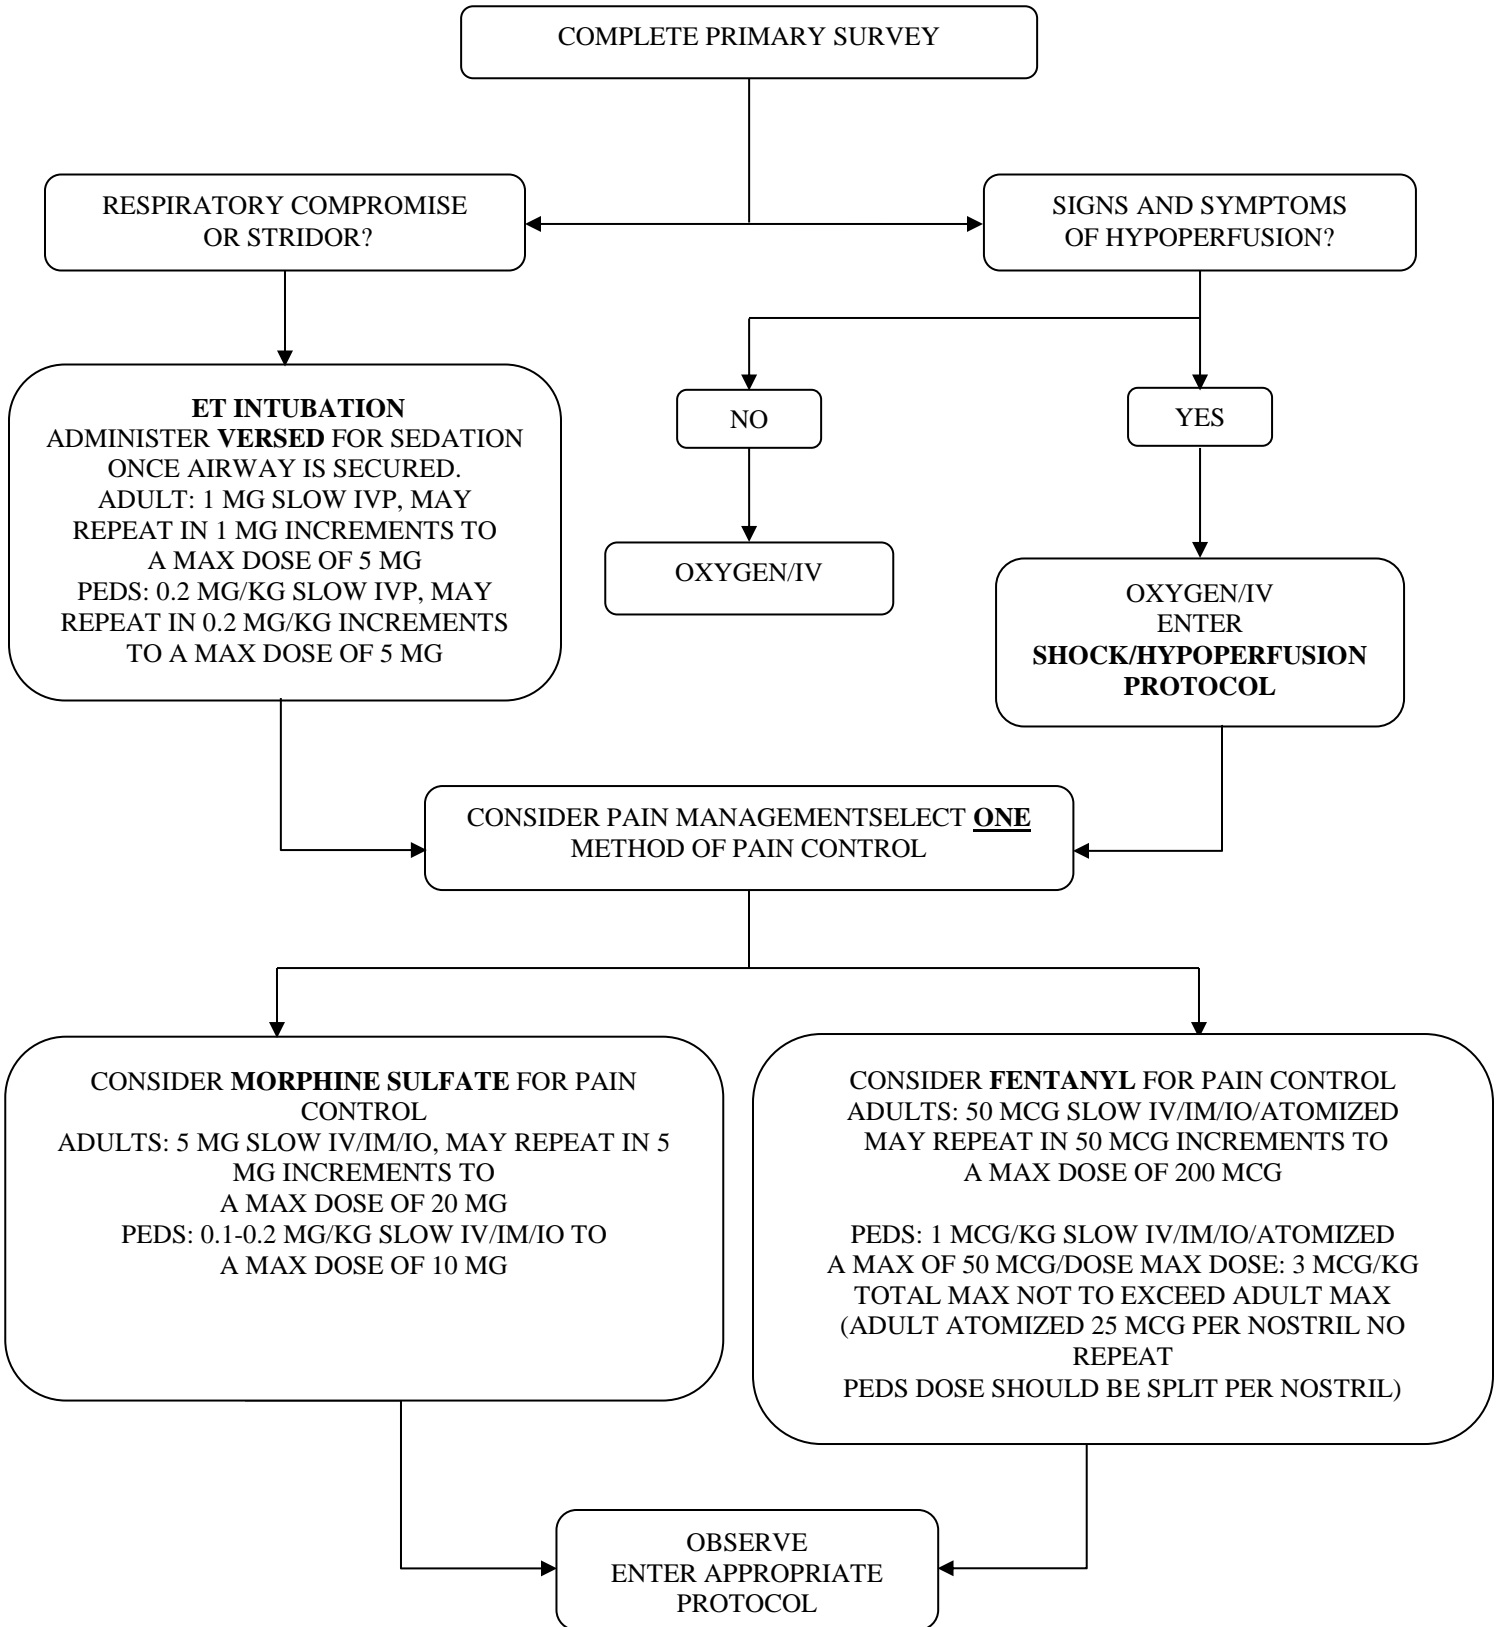 COMPLETE PRIMARY SURVEY
RESPIRATORY COMPROMISE
OR STRIDOR?
SIGNS AND SYMPTOMS
OF HYPOPERFUSION?
ET INTUBATION
ADMINISTER VERSED FOR SEDATION
ONCE AIRWAY IS SECURED.
ADULT: 1 MG SLOW IVP, MAY
REPEAT IN 1 MG INCREMENTS TO
A MAX DOSE OF 5 MG
PEDS: 0.2 MG/KG SLOW IVP, MAY
REPEAT IN 0.2 MG/KG INCREMENTS
TO A MAX DOSE OF 5 MG
NO
YES
OXYGEN/IV
OXYGEN/IV
ENTER
SHOCK/HYPOPERFUSION
PROTOCOL
CONSIDER PAIN MANAGEMENTSELECT ONE
METHOD OF PAIN CONTROL
CONSIDER MORPHINE SULFATE FOR PAIN
CONTROL
ADULTS: 5 MG SLOW IV/IM/IO, MAY REPEAT IN 5
MG INCREMENTS TO
A MAX DOSE OF 20 MG
PEDS: 0.1-0.2 MG/KG SLOW IV/IM/IO TO
A MAX DOSE OF 10 MG
CONSIDER FENTANYL FOR PAIN CONTROL
ADULTS: 50 MCG SLOW IV/IM/IO/ATOMIZED
MAY REPEAT IN 50 MCG INCREMENTS TO
A MAX DOSE OF 200 MCG
PEDS: 1 MCG/KG SLOW IV/IM/IO/ATOMIZED
A MAX OF 50 MCG/DOSE MAX DOSE: 3 MCG/KG
TOTAL MAX NOT TO EXCEED ADULT MAX
(ADULT ATOMIZED 25 MCG PER NOSTRIL NO
REPEAT
PEDS DOSE SHOULD BE SPLIT PER NOSTRIL)
OBSERVE
ENTER APPROPRIATE
PROTOCOL